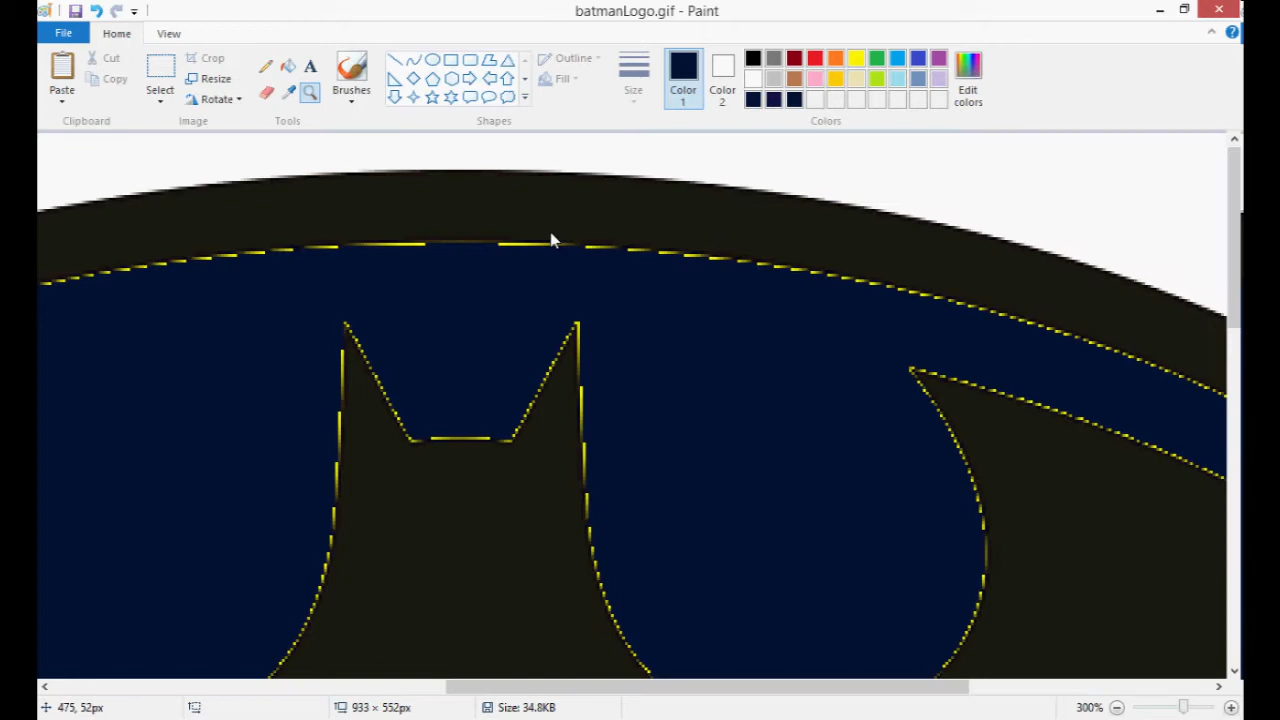 batmanLogo.gif - Paint
File
Home
View
Paste
Cut
Copy
Clipboard
Select
Crop
Resize
Rotate
Image
A
Tools
Brushes
Outline
Fill
Shapes
Size
Color 1
Color 2
Edit colors
Colors
475, 52px
933 × 552px
Size: 34.8KB
300%